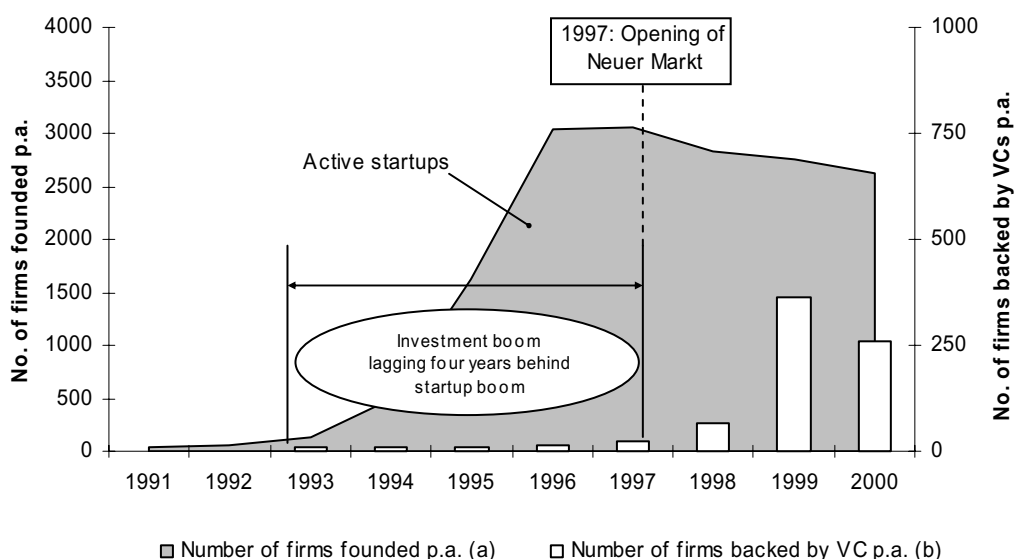 4000
3500
3000
2500
2000
1500
1000
500
0
No. of firms founded p.a.
1997: Opening of
Neuer Markt
Active startups
Investment boom
lagging four years behind
startup boom
1000
750
500
250
0
No. of firms backed by VCs p.a.
1991 1992 1993 1994 1995 1996 1997 1998 1999 2000
Number of firms founded p.a. (a) Number of firms backed by VC p.a. (b)